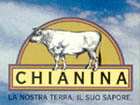 CHIANINA
LA NOSTRA TERRA, IL SUO SAPORE.